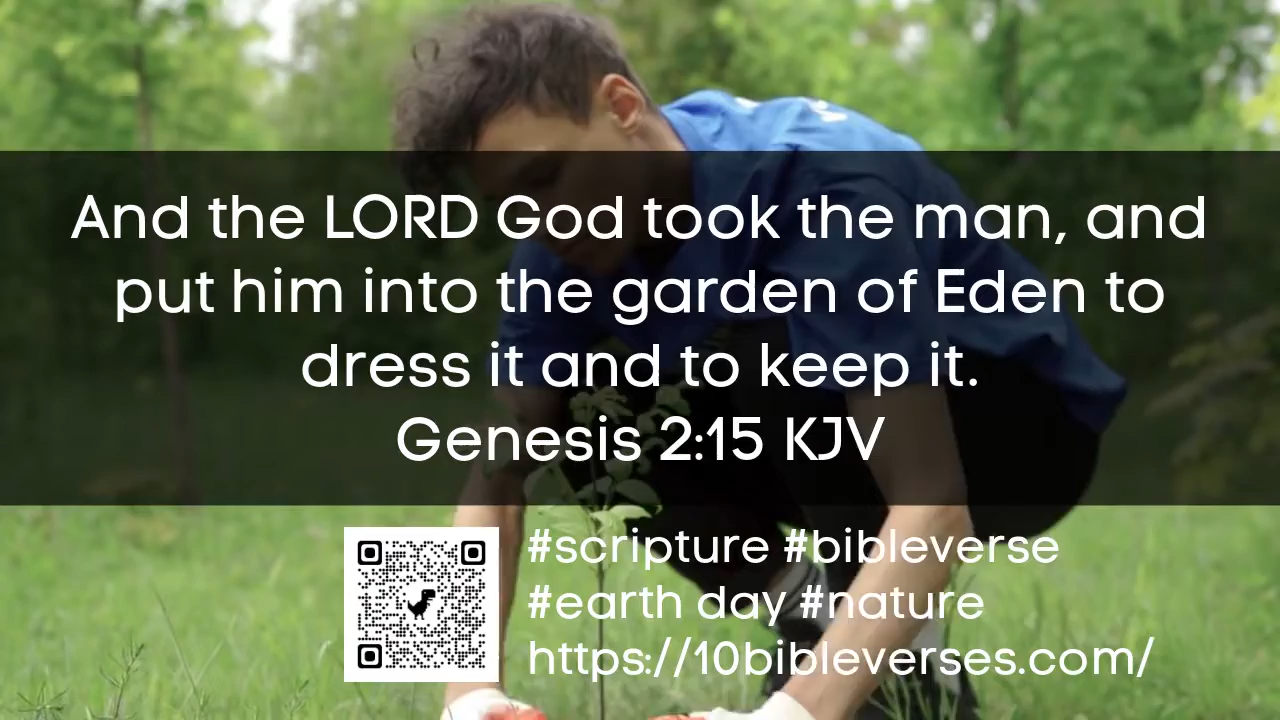 And the LORD God took the man, and
put him into the garden of Eden to
dress it and to keep it.
Genesis 2:15 KJV
#scripture #bibleverse
#earth day #nature
https://10bibleverses.com/